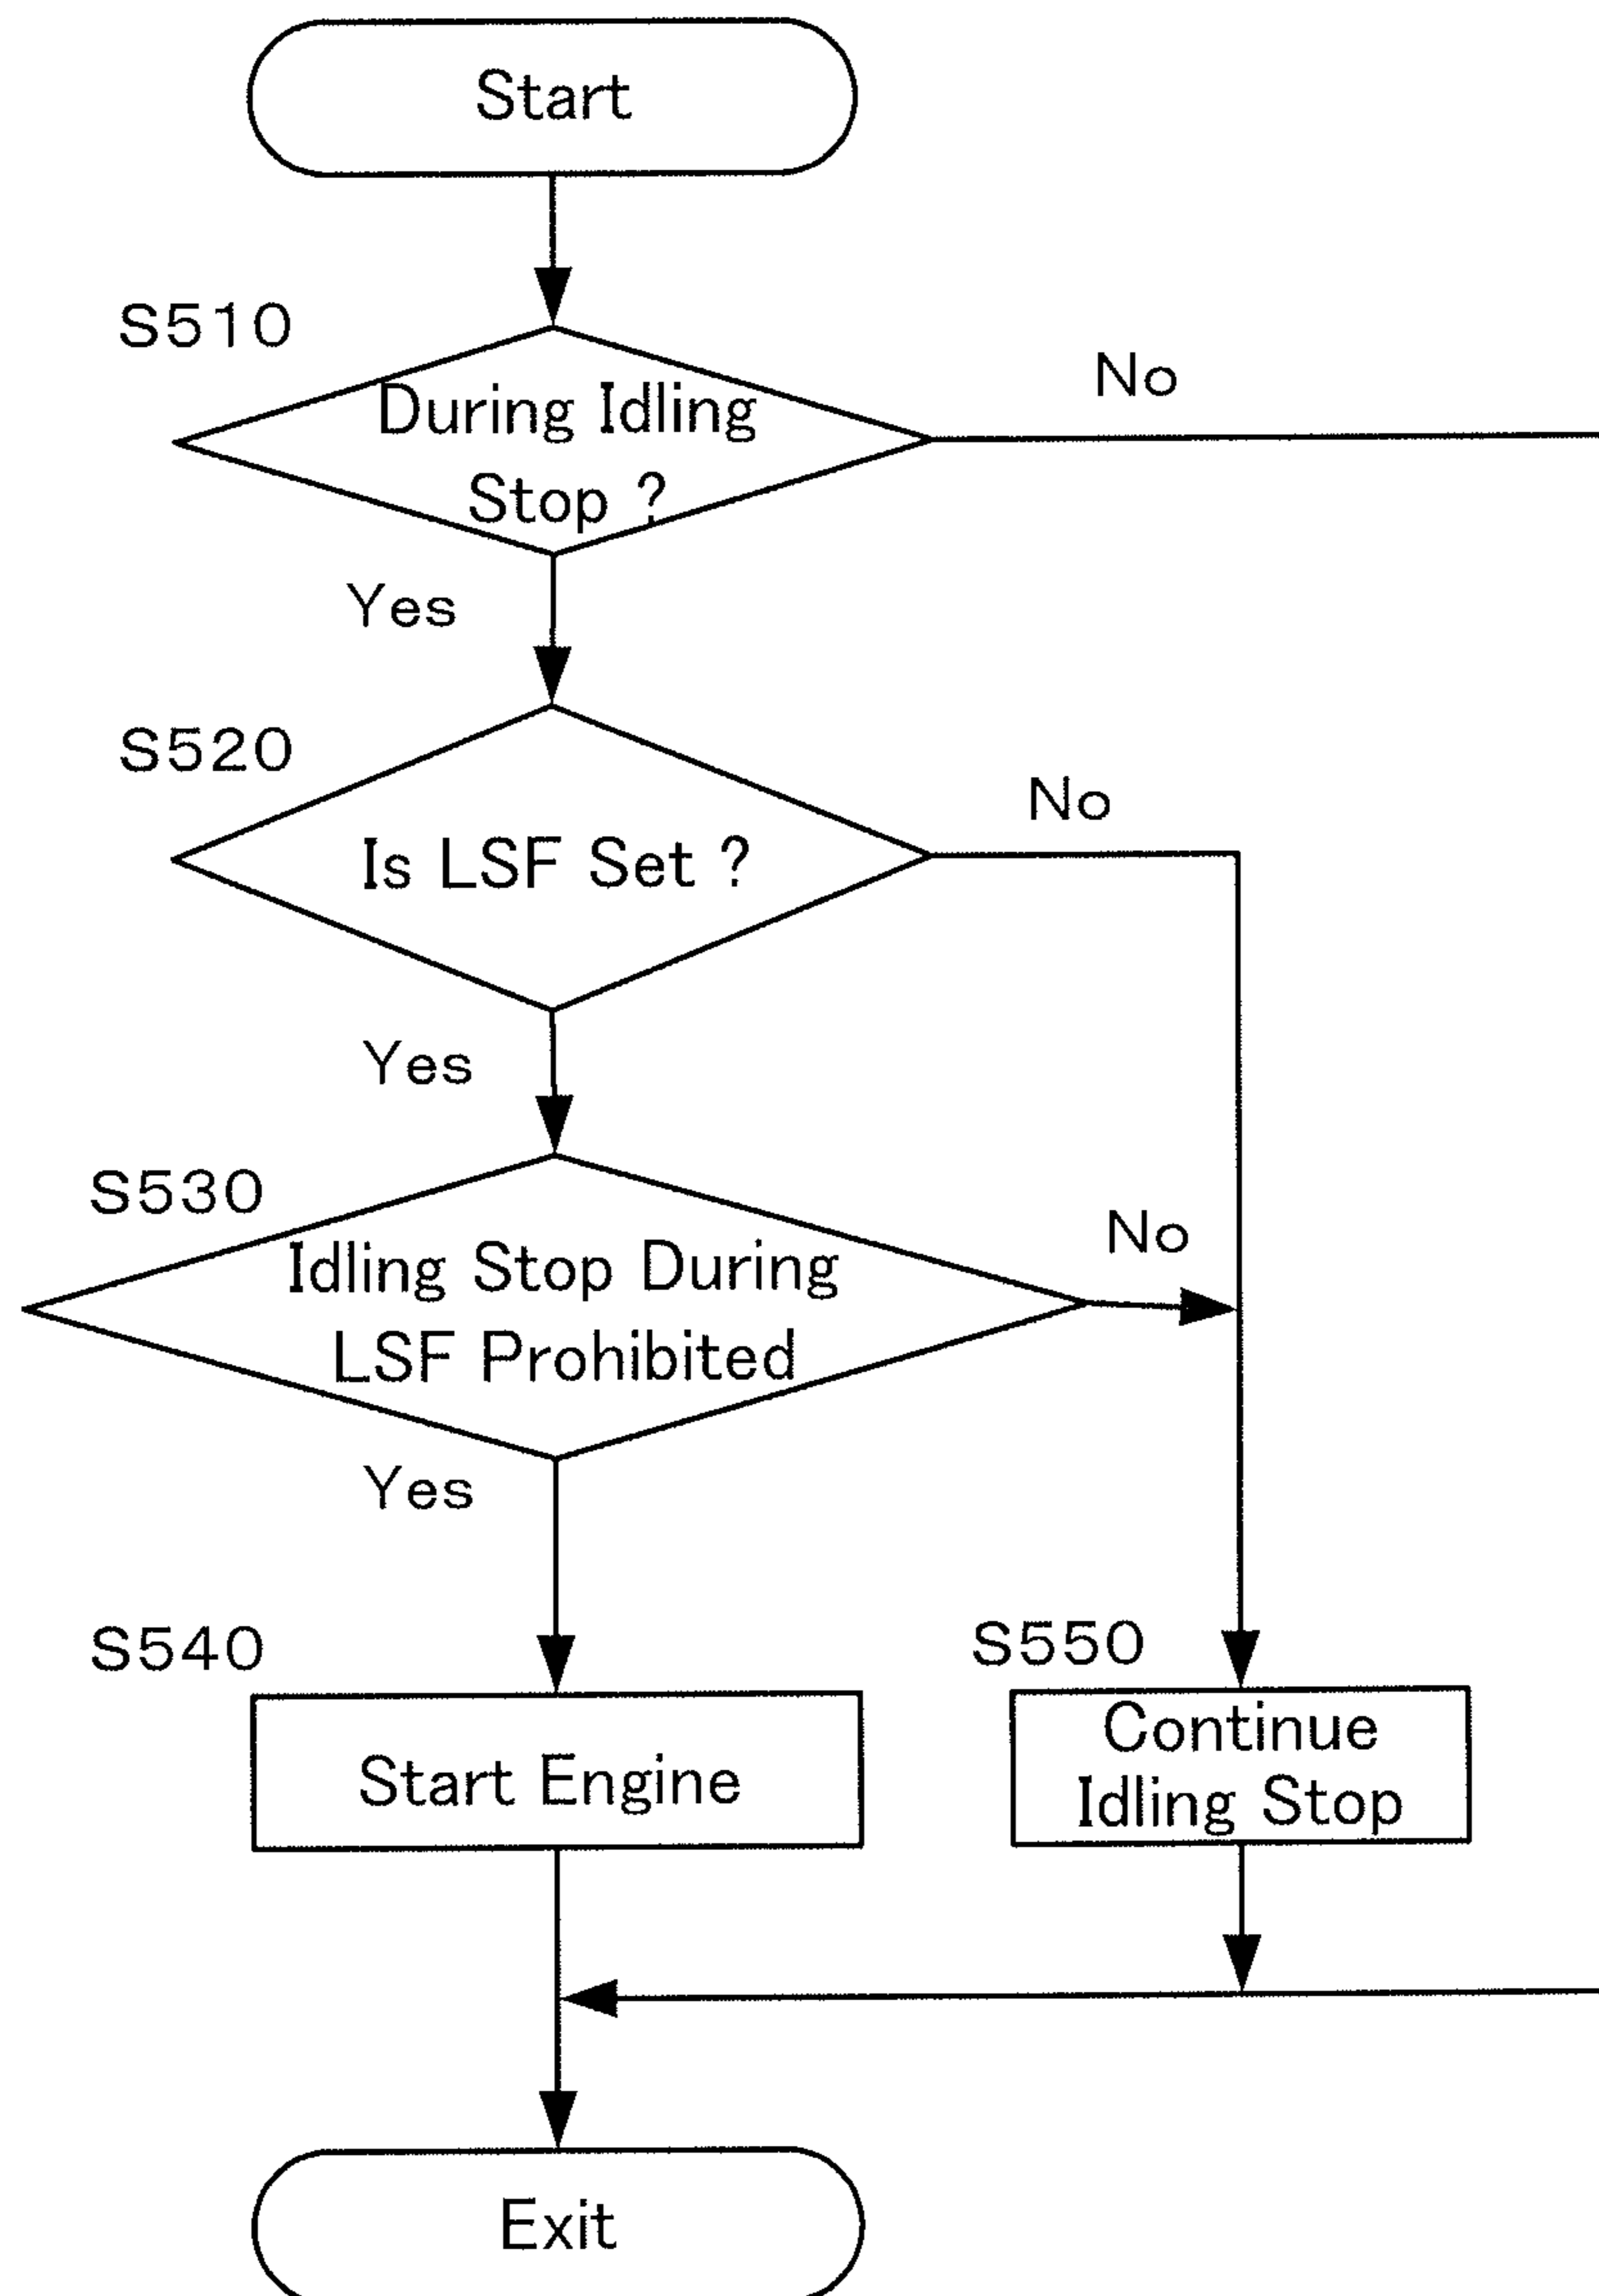 Start
S510
During Idling
Stop ?
No
Yes
S520
Is LSF Set ?
No
Yes
S530
Idling Stop During
LSF Prohibited
No
Yes
S540
Start Engine
S550
Continue
Idling Stop
Exit